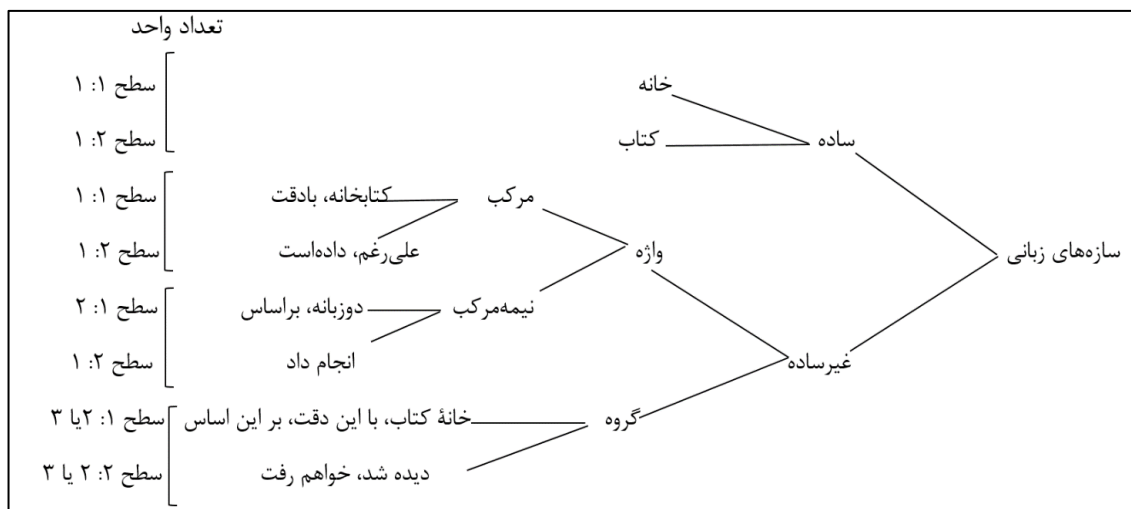 تعداد واحد
خانه
سطح ۱: ۱
ساده
کتاب
سطح ۲: ۱
مرکب
کتابخانه، بادقت
سطح ۱: ۱
سازه‌های زبانی
واژه
علی‌رغم، داده‌است
سطح ۲: ۱
نیمه‌مرکب
دوزبانه، براساس
سطح ۱: ۲
غیرساده
انجام داد
سطح ۲: ۱
گروه
خانهٔ کتاب، با این دقت، بر این اساس
سطح ۱: ۲یا ۳
دیده شد، خواهم رفت
سطح ۲: ۲ یا ۳